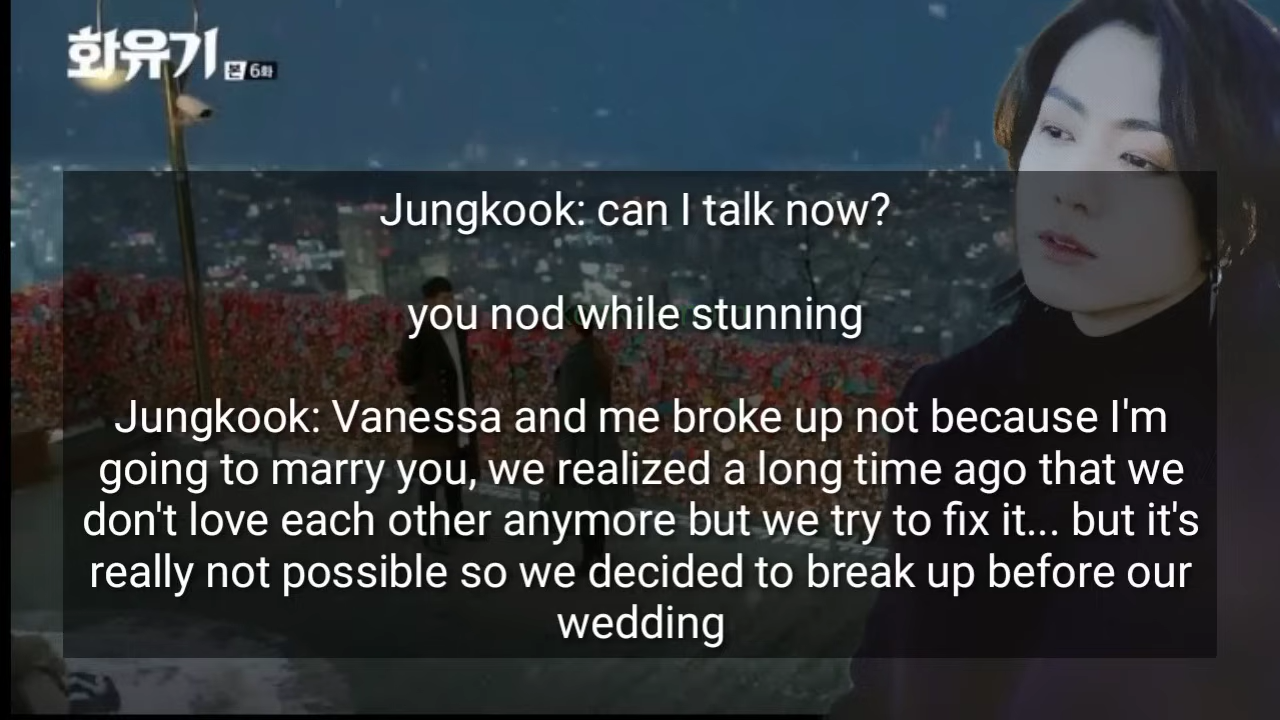 화유기
본 6화
Jungkook: can I talk now?
you nod while stunning
Jungkook: Vanessa and me broke up not because I'm
going to marry you, we realized a long time ago that we
don't love each other anymore but we try to fix it... but it's
really not possible so we decided to break up before our
wedding